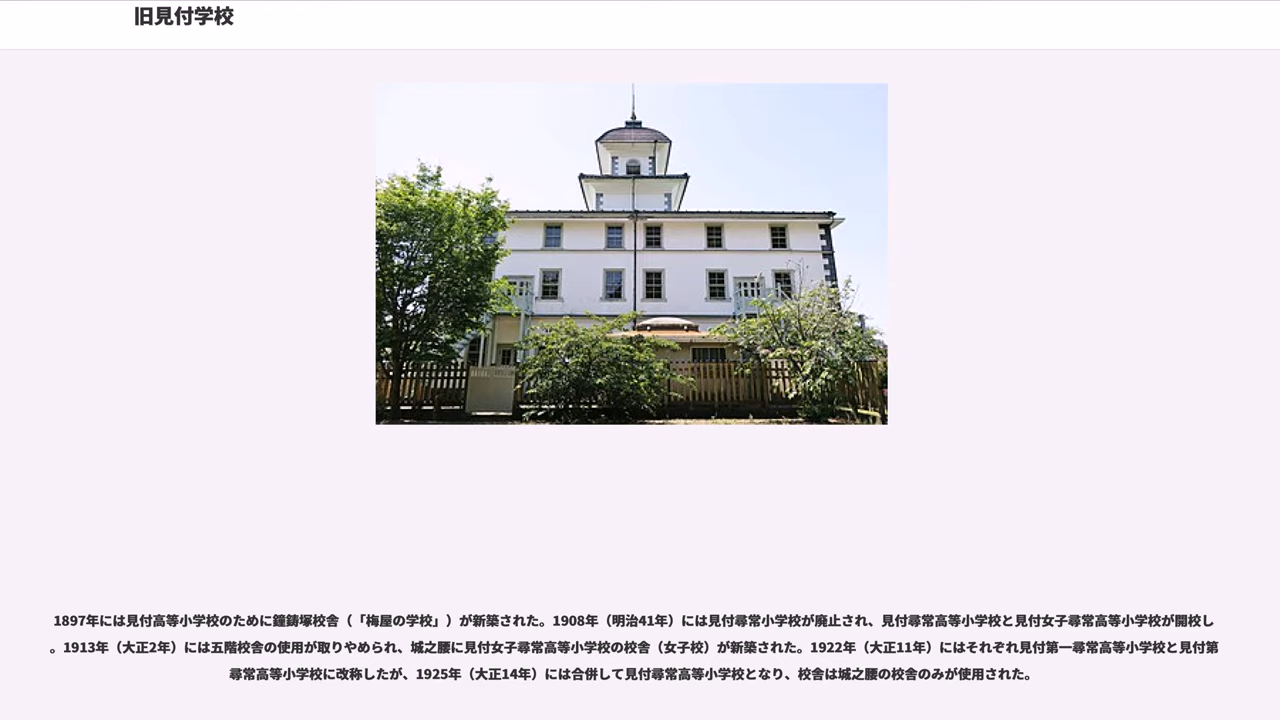 旧見付学校
1897年には見付高等小学校のために鐘鋳塚校舎（「梅屋の学校」）が新築された。1908年（明治41年）には見付尋常小学校が廃止され、見付尋常高等小学校と見付女子尋常高等小学校が開校し
。1913年（大正2年）には五階校舎の使用が取りやめられ、城之腰に見付女子尋常高等小学校の校舎（女子校）が新築された。1922年（大正11年）にはそれぞれ見付第一尋常高等小学校と見付第
尋常高等小学校に改称したが、1925年（大正14年）には合併して見付尋常高等小学校となり、校舎は城之腰の校舎のみが使用された。